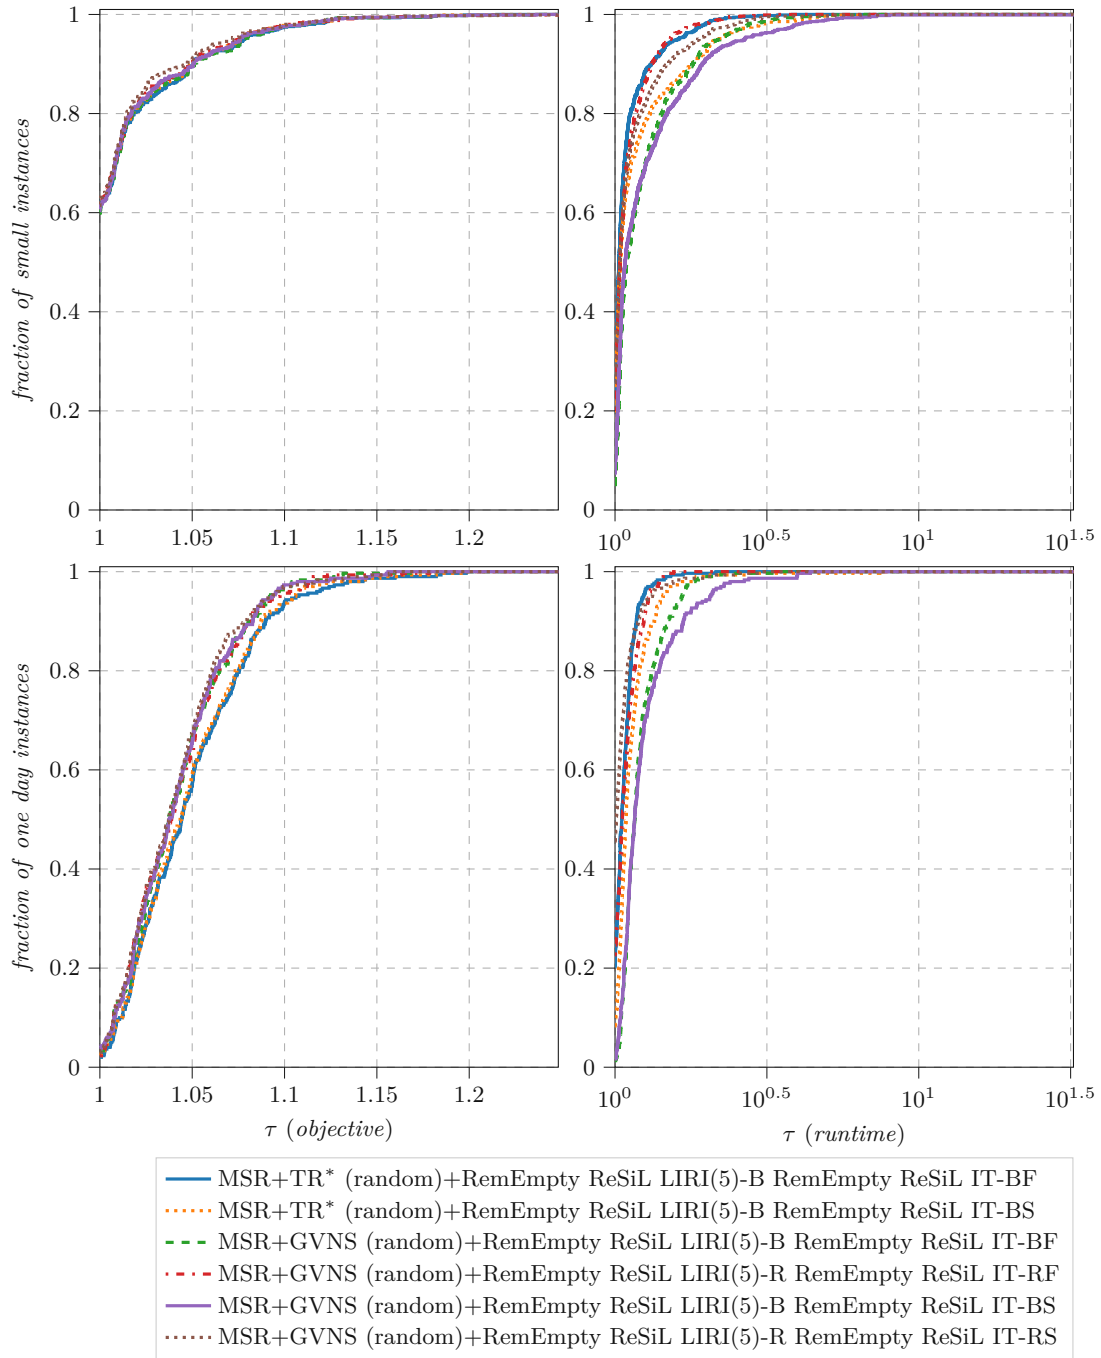 fraction of small instances
1
0.8
0.6
0.4
0.2
0
1 1.05 1.1 1.15 1.2
1
0.8
0.6
0.4
0.2
0
10^0 10^0.5 10^1 10^1.5
fraction of one day instances
1
0.8
0.6
0.4
0.2
0
1 1.05 1.1 1.15 1.2
τ (objective)
1
0.8
0.6
0.4
0.2
0
10^0 10^0.5 10^1 10^1.5
τ (runtime)
MSR+TR* (random)+RemEmpty ReSiL LIRI(5)-B RemEmpty ReSiL IT-BF
MSR+TR* (random)+RemEmpty ReSiL LIRI(5)-B RemEmpty ReSiL IT-BS
MSR+GVNS (random)+RemEmpty ReSiL LIRI(5)-B RemEmpty ReSiL IT-BF
MSR+GVNS (random)+RemEmpty ReSiL LIRI(5)-R RemEmpty ReSiL IT-RF
MSR+GVNS (random)+RemEmpty ReSiL LIRI(5)-B RemEmpty ReSiL IT-BS
MSR+GVNS (random)+RemEmpty ReSiL LIRI(5)-R RemEmpty ReSiL IT-RS